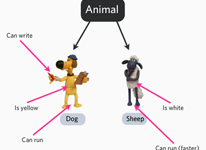 Animal
Can write
Is yellow
Is white
Dog
Sheep
Can run
Can run (faster)